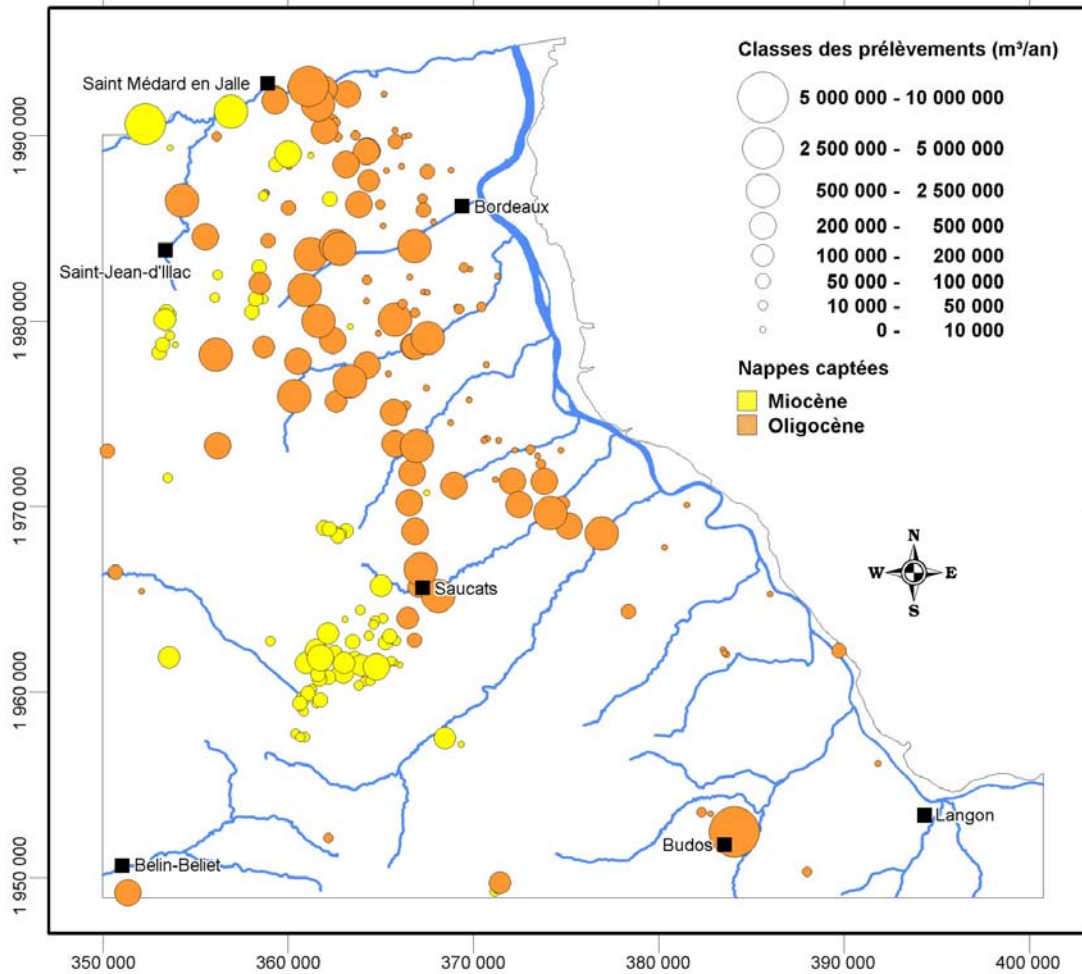 Classes des prélèvements (m³/an)
5 000 000 - 10 000 000
2 500 000 - 5 000 000
500 000 - 2 500 000
200 000 - 500 000
100 000 - 200 000
50 000 - 100 000
10 000 - 50 000
0 - 10 000
Nappes captées
Miocène
Oligocène
Saint Médard en Jalle
Bordeaux
Saint-Jean-d'Illac
Saucats
Belin-Beliet
Budos
Langon
N
W
E
S
1 990 000
1 980 000
1 970 000
1 960 000
1 950 000
350 000
360 000
370 000
380 000
390 000
400 000